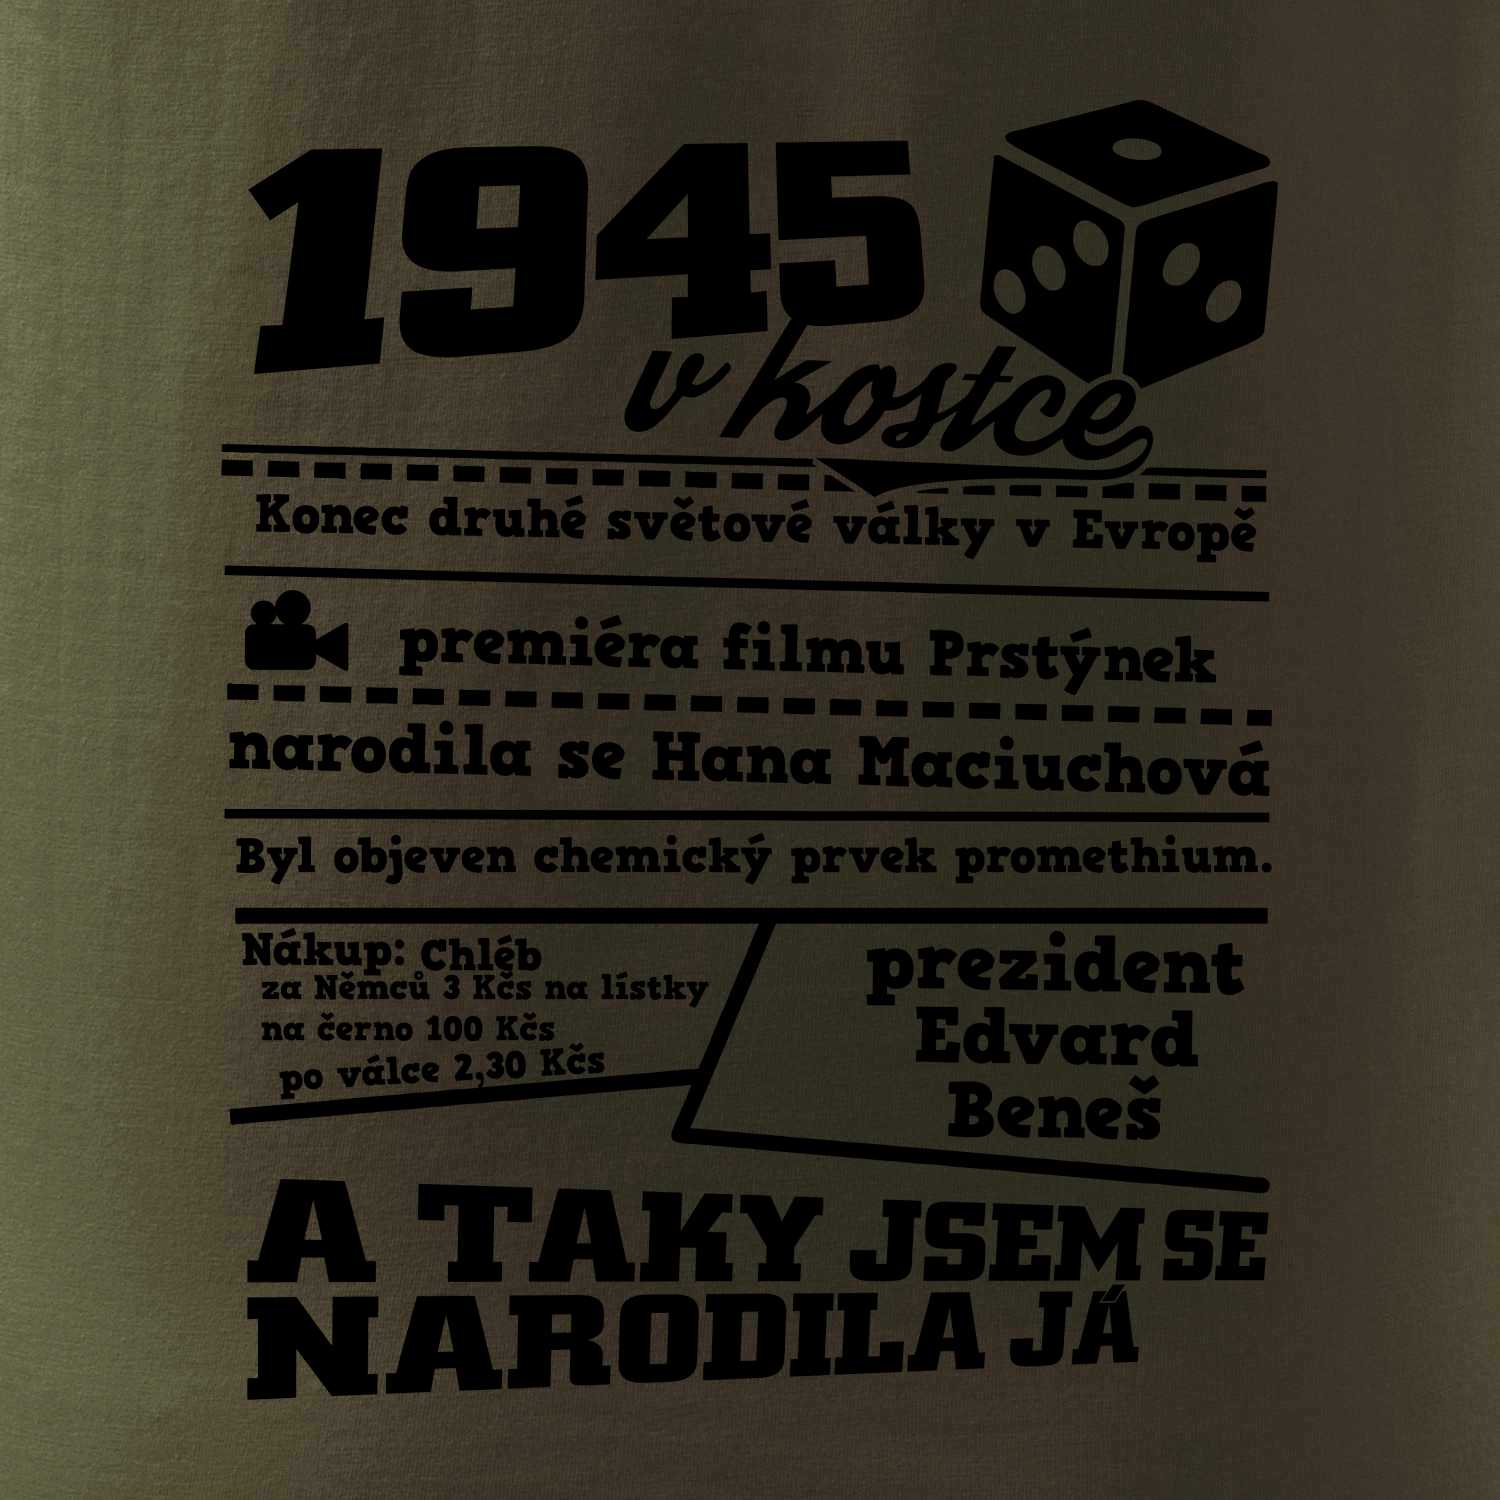 1945
v kostce
Konec druhé světové války v Evropě
premiéra filmu Prstýnek
narodila se Hana Maciuchová
Byl objeven chemický prvek promethium.
Nákup: Chléb
za Němců 3 Kčs na lístky
na černo 100 Kčs
po válce 2,30 Kčs
prezident
Edvard
Beneš
A TAKY JSEM SE
NARODILA JÁ